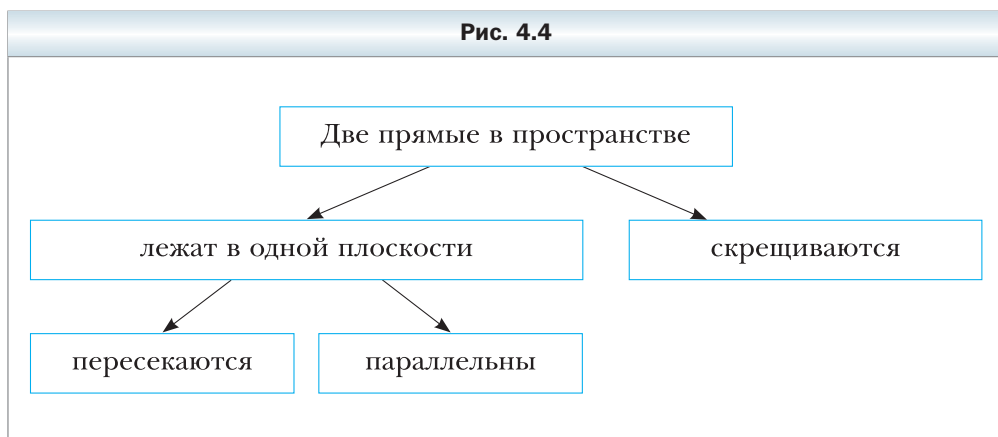 Рис. 4.4
Две прямые в пространстве
лежат в одной плоскости
скрещиваются
пересекаются
параллельны